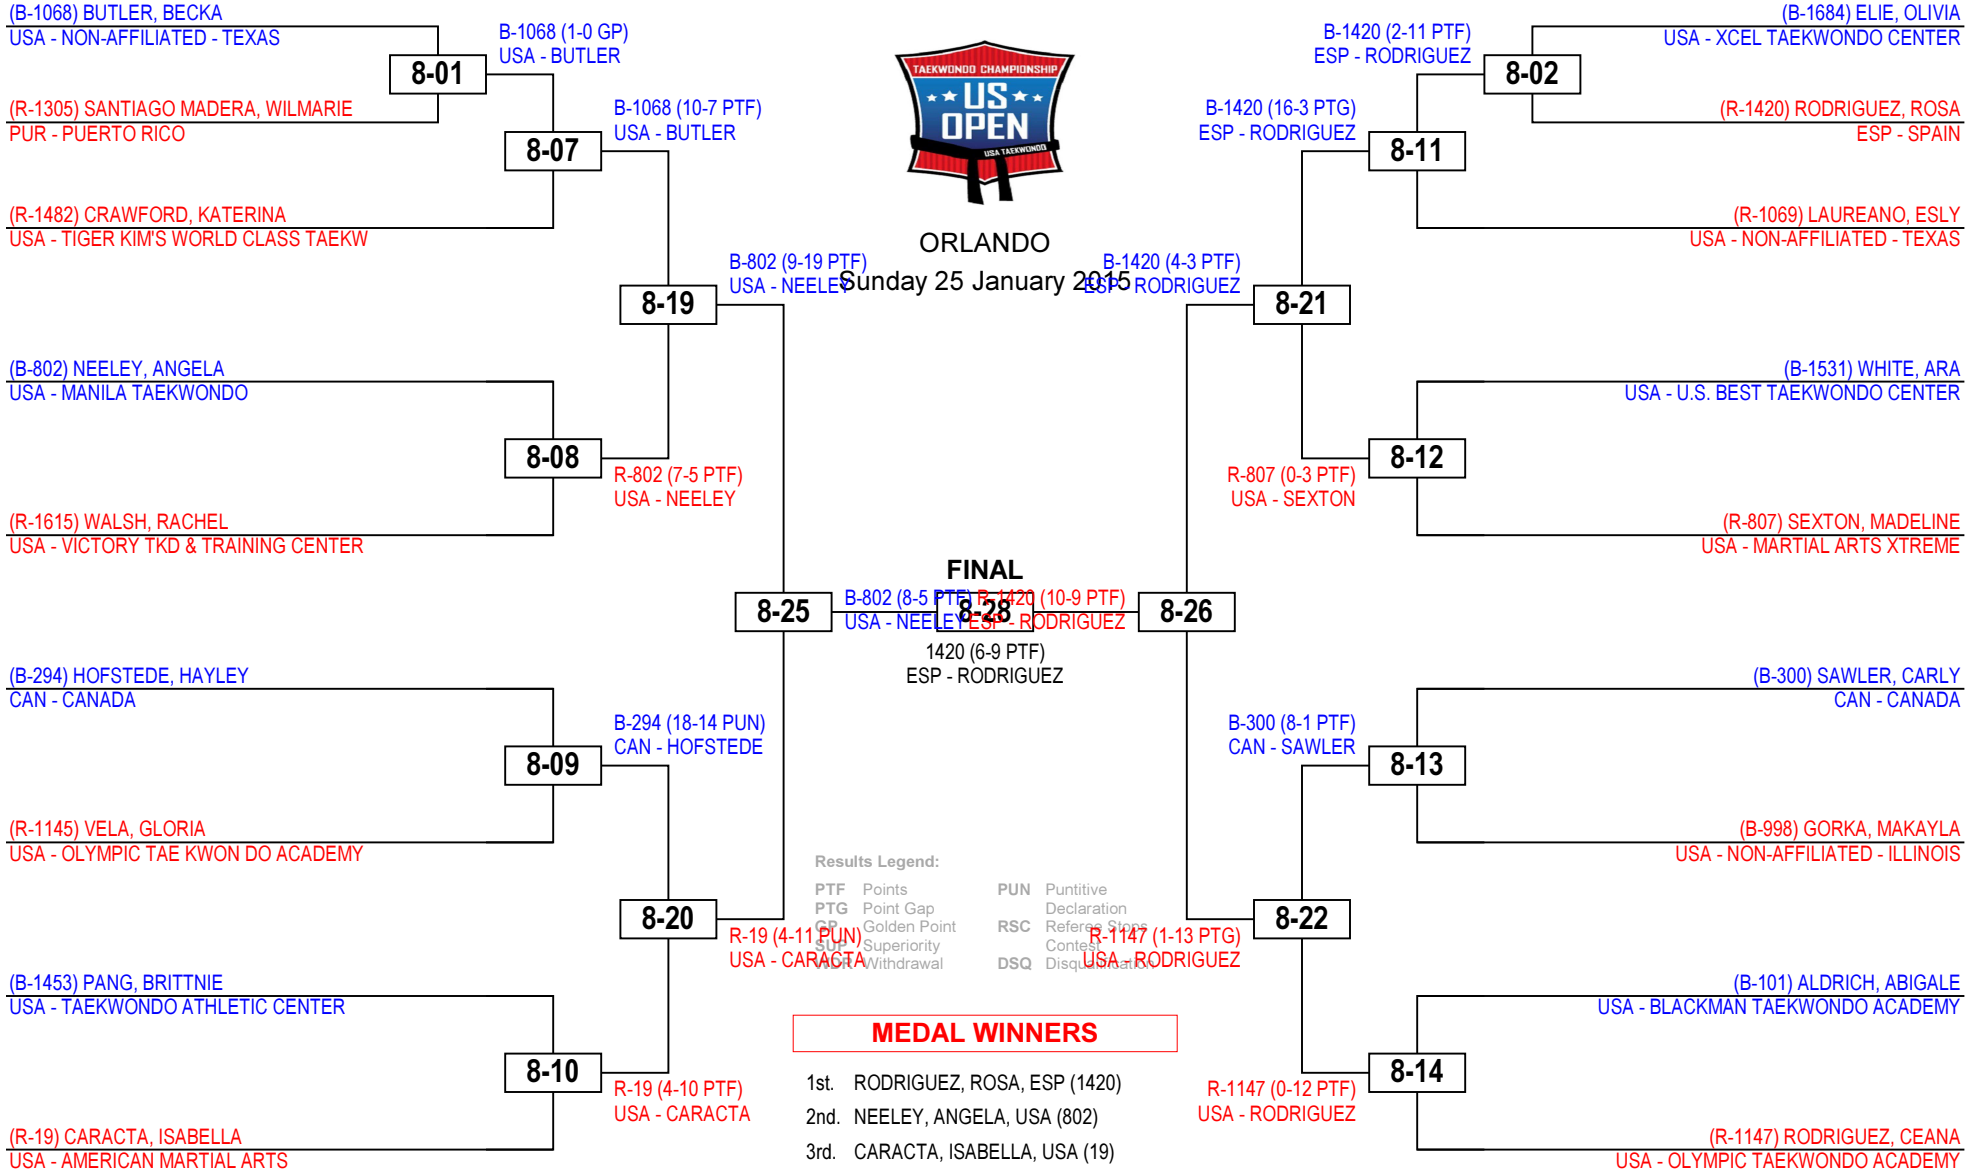 (B-1068) BUTLER, BECKA
USA - NON-AFFILIATED - TEXAS
8-01
B-1068 (1-0 GP)
USA - BUTLER
(R-1305) SANTIAGO MADERA, WILMARIE
PUR - PUERTO RICO
8-07
B-1068 (10-7 PTF)
USA - BUTLER
(R-1482) CRAWFORD, KATERINA
USA - TIGER KIM'S WORLD CLASS TAEKW
8-19
B-802 (9-19 PTF)
USA - NEELEY
(B-802) NEELEY, ANGELA
USA - MANILA TAEKWONDO
8-08
R-802 (7-5 PTF)
USA - NEELEY
(R-1615) WALSH, RACHEL
USA - VICTORY TKD & TRAINING CENTER
8-25
B-802 (8-5 PTF)
USA - NEELEY
(B-294) HOFSTEDE, HAYLEY
CAN - CANADA
8-09
B-294 (18-14 PUN)
CAN - HOFSTEDE
(R-1145) VELA, GLORIA
USA - OLYMPIC TAE KWON DO ACADEMY
8-20
R-19 (4-11 PUN)
USA - CARACTA
(B-1453) PANG, BRITTNIE
USA - TAEKWONDO ATHLETIC CENTER
8-10
R-19 (4-10 PTF)
USA - CARACTA
(R-19) CARACTA, ISABELLA
USA - AMERICAN MARTIAL ARTS
TAEKWONDO CHAMPIONSHIP
US
OPEN
USA TAEKWONDO
ORLANDO
Sunday 25 January 2015
FINAL
8-28
1420 (6-9 PTF)
ESP - RODRIGUEZ
Results Legend:
PTF Points
PTG Point Gap
GP Golden Point
SUP Superiority
WDR Withdrawal
PUN Puntitive
Declaration
RSC Referee Stops
Contest
DSQ Disqualification
MEDAL WINNERS
1st. RODRIGUEZ, ROSA, ESP (1420)
2nd. NEELEY, ANGELA, USA (802)
3rd. CARACTA, ISABELLA, USA (19)
(B-1684) ELIE, OLIVIA
USA - XCEL TAEKWONDO CENTER
8-02
B-1420 (2-11 PTF)
ESP - RODRIGUEZ
(R-1420) RODRIGUEZ, ROSA
ESP - SPAIN
8-11
B-1420 (16-3 PTG)
ESP - RODRIGUEZ
(R-1069) LAUREANO, ESLY
USA - NON-AFFILIATED - TEXAS
8-21
B-1420 (4-3 PTF)
ESP - RODRIGUEZ
(B-1531) WHITE, ARA
USA - U.S. BEST TAEKWONDO CENTER
8-12
R-807 (0-3 PTF)
USA - SEXTON
(R-807) SEXTON, MADELINE
USA - MARTIAL ARTS XTREME
8-26
R-1420 (10-9 PTF)
ESP - RODRIGUEZ
(B-300) SAWLER, CARLY
CAN - CANADA
8-13
B-300 (8-1 PTF)
CAN - SAWLER
(B-998) GORKA, MAKAYLA
USA - NON-AFFILIATED - ILLINOIS
8-22
R-1147 (1-13 PTG)
USA - RODRIGUEZ
(B-101) ALDRICH, ABIGALE
USA - BLACKMAN TAEKWONDO ACADEMY
8-14
R-1147 (0-12 PTF)
USA - RODRIGUEZ
(R-1147) RODRIGUEZ, CEANA
USA - OLYMPIC TAEKWONDO ACADEMY